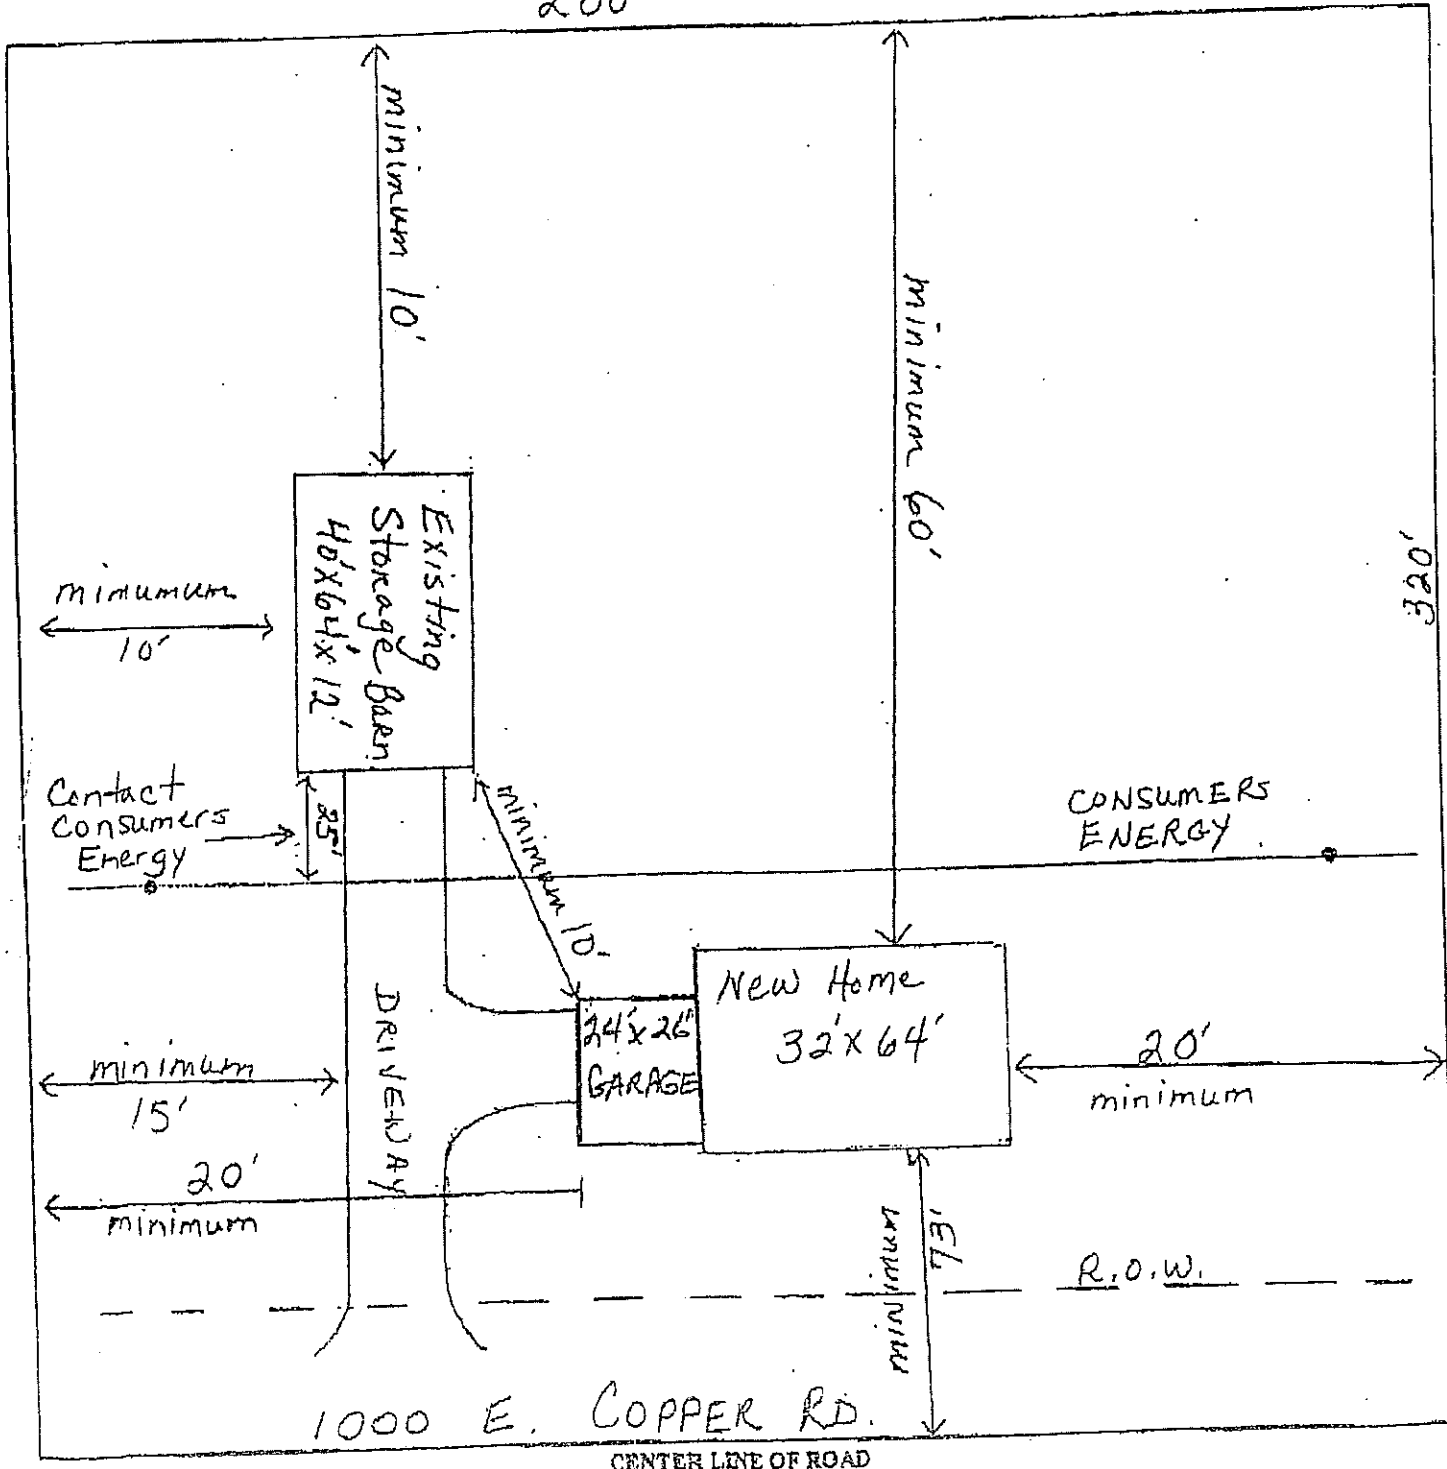 200
minimum 10'
minimum 60'
320'
Existing
Storage Barn
40'x64'x12'
minumum
10'
Contact
Consumers
Energy
25'
minimum 10-
CONSUMERS
ENERGY
New Home
32'x64'
24'x26'
GARAGE
DRIVEWAY
minimum
15'
20'
minimum
20'
minimum
73'
minimum
R.O.W.
1000 E. COPPER RD.
CENTER LINE OF ROAD